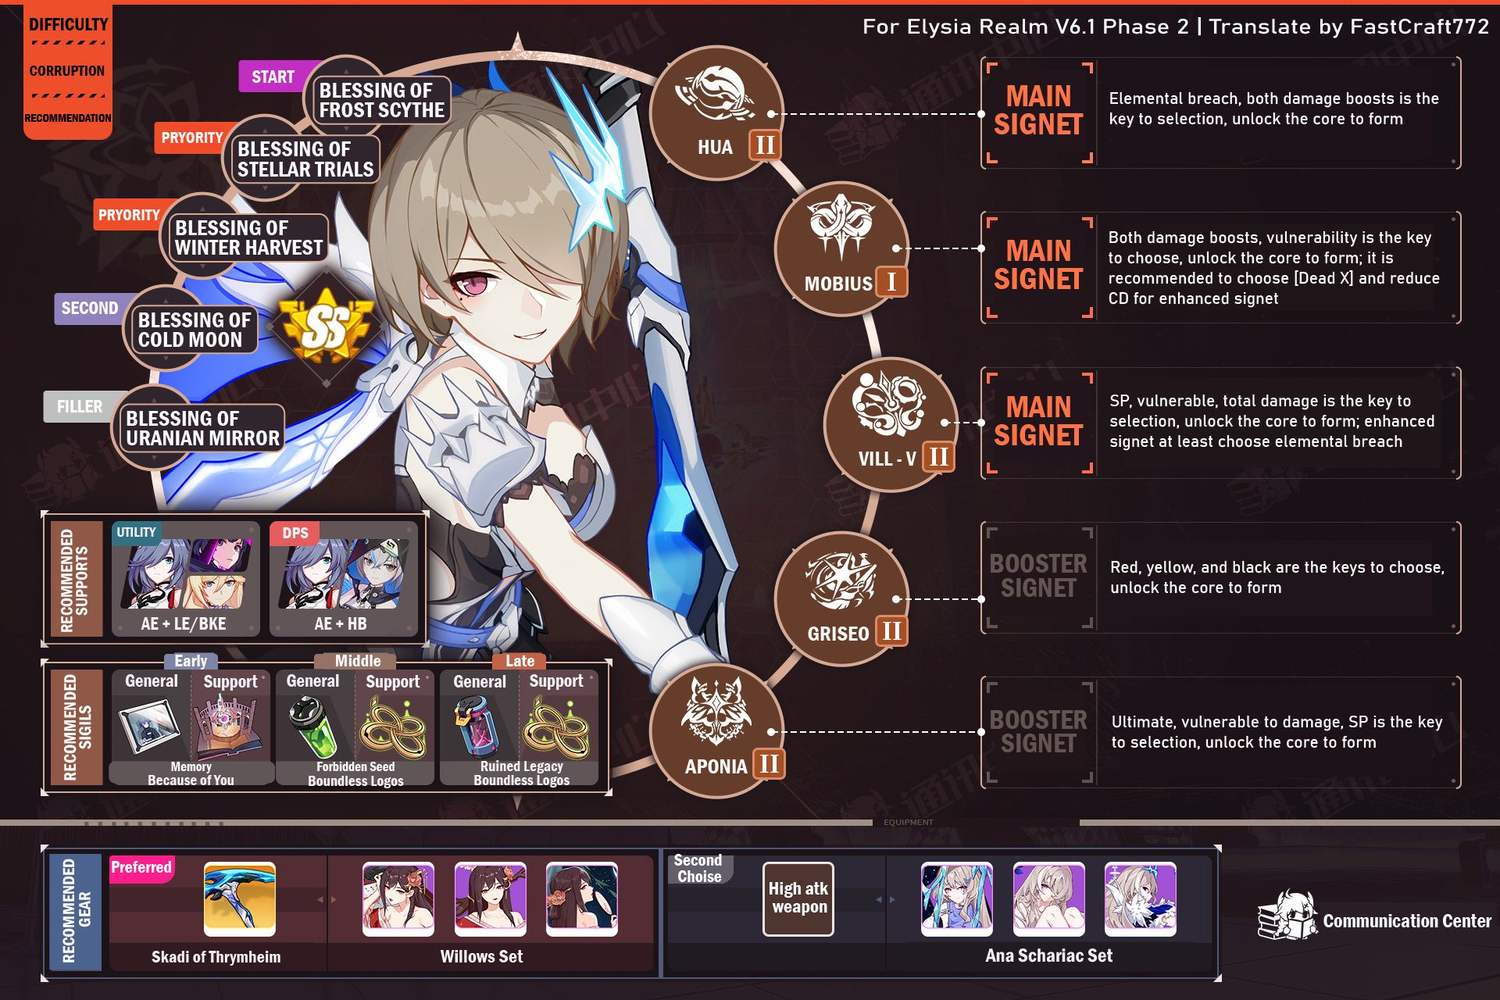 DIFFICULTY
CORRUPTION
RECOMMENDATION
For Elysia Realm V6.1 Phase 2 | Translate by FastCraft772
START
BLESSING OF
FROST SCYTHE
PRYORITY
BLESSING OF
STELLAR TRIALS
PRYORITY
BLESSING OF
WINTER HARVEST
SECOND
BLESSING OF
COLD MOON
FILLER
BLESSING OF
URANIAN MIRROR
SS
HUA II
MAIN
SIGNET
Elemental breach, both damage boosts is the
key to selection, unlock the core to form
MOBIUS I
MAIN
SIGNET
Both damage boosts, vulnerability is the key
to choose, unlock the core to form; it is
recommended to choose [Dead X] and reduce
CD for enhanced signet
VILL - V II
MAIN
SIGNET
SP, vulnerable, total damage is the key to
selection, unlock the core to form; enhanced
signet at least choose elemental breach
GRISEO II
BOOSTER
SIGNET
Red, yellow, and black are the keys to choose,
unlock the core to form
APONIA II
BOOSTER
SIGNET
Ultimate, vulnerable to damage, SP is the key
to selection, unlock the core to form
RECOMMENDED
SUPPORTS
UTILITY
AE + LE/BKE
DPS
AE + HB
RECOMMENDED
SIGILS
Early
General Support
Memory
Because of You
Middle
General Support
Forbidden Seed
Boundless Logos
Late
General Support
Ruined Legacy
Boundless Logos
EQUIPMENT
RECOMMENDED
GEAR
Preferred
Skadi of Thrymheim
Willows Set
Second
Choise
High atk
weapon
Ana Schariac Set
Communication Center